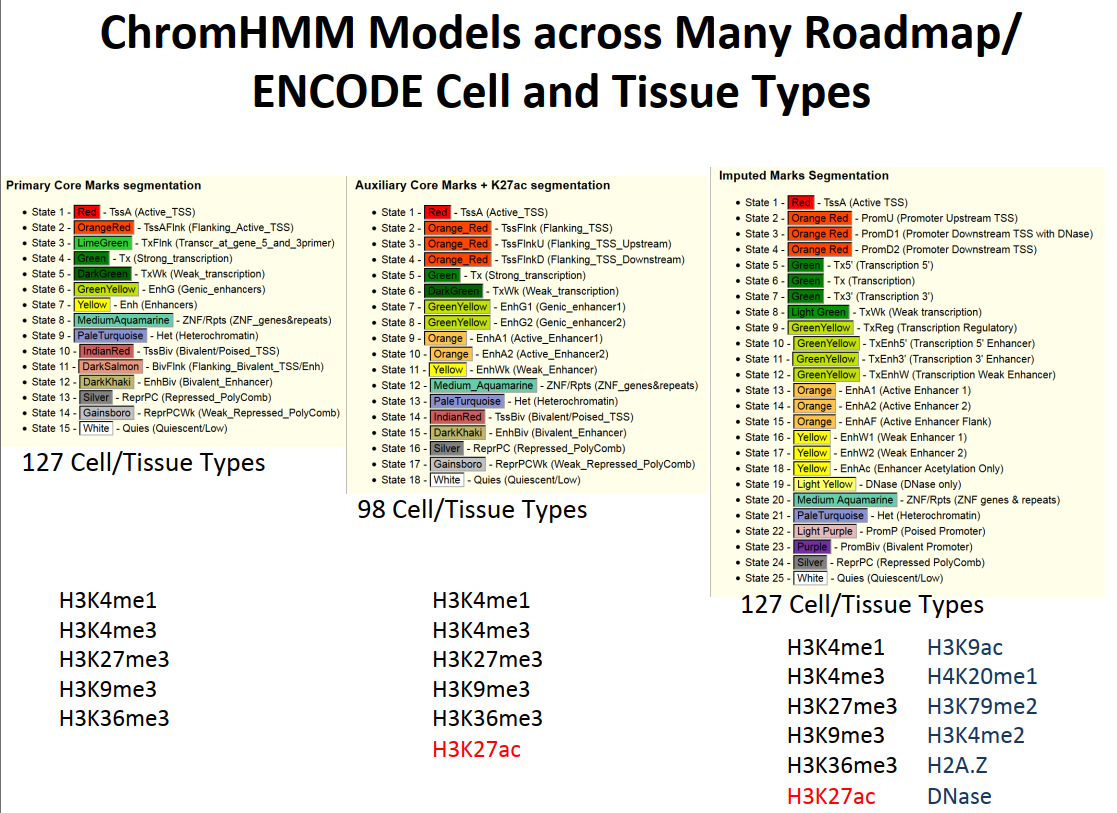 ChromHMM Models across Many Roadmap/
ENCODE Cell and Tissue Types
Primary Core Marks segmentation
• State 1 - Red - TssA (Active_TSS)
• State 2 - OrangeRed - TssAFlnk (Flanking_Active_TSS)
• State 3 - LimeGreen - TxFlnk (Transcr_at_gene_5_and_3primer)
• State 4 - Green - Tx (Strong_transcription)
• State 5 - DarkGreen - TxWk (Weak_transcription)
• State 6 - GreenYellow - EnhG (Genic_enhancers)
• State 7 - Yellow - Enh (Enhancers)
• State 8 - MediumAquamarine - ZNF/Rpts (ZNF_genes&repeats)
• State 9 - PaleTurquoise - Het (Heterochromatin)
• State 10 - IndianRed - TssBiv (Bivalent/Poised_TSS)
• State 11 - DarkSalmon - BivFlnk (Flanking_Bivalent_TSS/Enh)
• State 12 - DarkKhaki - EnhBiv (Bivalent_Enhancer)
• State 13 - Silver - ReprPC (Repressed_PolyComb)
• State 14 - Gainsboro - ReprPCWk (Weak_Repressed_PolyComb)
• State 15 - White - Quies (Quiescent/Low)
127 Cell/Tissue Types
H3K4me1
H3K4me3
H3K27me3
H3K9me3
H3K36me3
Auxiliary Core Marks + K27ac segmentation
• State 1 - Red - TssA (Active_TSS)
• State 2 - Orange_Red - TssFlnk (Flanking_TSS)
• State 3 - Orange_Red - TssFlnkU (Flanking_TSS_Upstream)
• State 4 - Orange_Red - TssFlnkD (Flanking_TSS_Downstream)
• State 5 - Green - Tx (Strong_transcription)
• State 6 - DarkGreen - TxWk (Weak_transcription)
• State 7 - GreenYellow - EnhG1 (Genic_enhancer1)
• State 8 - GreenYellow - EnhG2 (Genic_enhancer2)
• State 9 - Orange - EnhA1 (Active_Enhancer1)
• State 10 - Orange - EnhA2 (Active_Enhancer2)
• State 11 - Yellow - EnhWk (Weak_Enhancer)
• State 12 - Medium_Aquamarine - ZNF/Rpts (ZNF_genes&repeats)
• State 13 - PaleTurquoise - Het (Heterochromatin)
• State 14 - IndianRed - TssBiv (Bivalent/Poised_TSS)
• State 15 - DarkKhaki - EnhBiv (Bivalent_Enhancer)
• State 16 - Silver - ReprPC (Repressed_PolyComb)
• State 17 - Gainsboro - ReprPCWk (Weak_Repressed_PolyComb)
• State 18 - White - Quies (Quiescent/Low)
98 Cell/Tissue Types
H3K4me1
H3K4me3
H3K27me3
H3K9me3
H3K36me3
H3K27ac
Imputed Marks Segmentation
• State 1 - Red - TssA (Active TSS)
• State 2 - Orange Red - PromU (Promoter Upstream TSS)
• State 3 - Orange Red - PromD1 (Promoter Downstream TSS with DNase)
• State 4 - Orange Red - PromD2 (Promoter Downstream TSS)
• State 5 - Green - Tx5' (Transcription 5')
• State 6 - Green - Tx (Transcription)
• State 7 - Green - Tx3' (Transcription 3')
• State 8 - Light Green - TxWk (Weak transcription)
• State 9 - GreenYellow - TxReg (Transcription Regulatory)
• State 10 - GreenYellow - TxEnh5' (Transcription 5' Enhancer)
• State 11 - GreenYellow - TxEnh3' (Transcription 3' Enhancer)
• State 12 - GreenYellow - TxEnhW (Transcription Weak Enhancer)
• State 13 - Orange - EnhA1 (Active Enhancer 1)
• State 14 - Orange - EnhA2 (Active Enhancer 2)
• State 15 - Orange - EnhAF (Active Enhancer Flank)
• State 16 - Yellow - EnhW1 (Weak Enhancer 1)
• State 17 - Yellow - EnhW2 (Weak Enhancer 2)
• State 18 - Yellow - EnhAc (Enhancer Acetylation Only)
• State 19 - Light Yellow - DNase (DNase only)
• State 20 - Medium Aquamarine - ZNF/Rpts (ZNF genes & repeats)
• State 21 - PaleTurquoise - Het (Heterochromatin)
• State 22 - Light Purple - PromP (Poised Promoter)
• State 23 - Purple - PromBiv (Bivalent Promoter)
• State 24 - Silver - ReprPC (Repressed PolyComb)
• State 25 - White - Quies (Quiescent/Low)
127 Cell/Tissue Types
H3K4me1 H3K9ac
H3K4me3 H4K20me1
H3K27me3 H3K79me2
H3K9me3 H3K4me2
H3K36me3 H2A.Z
H3K27ac DNase